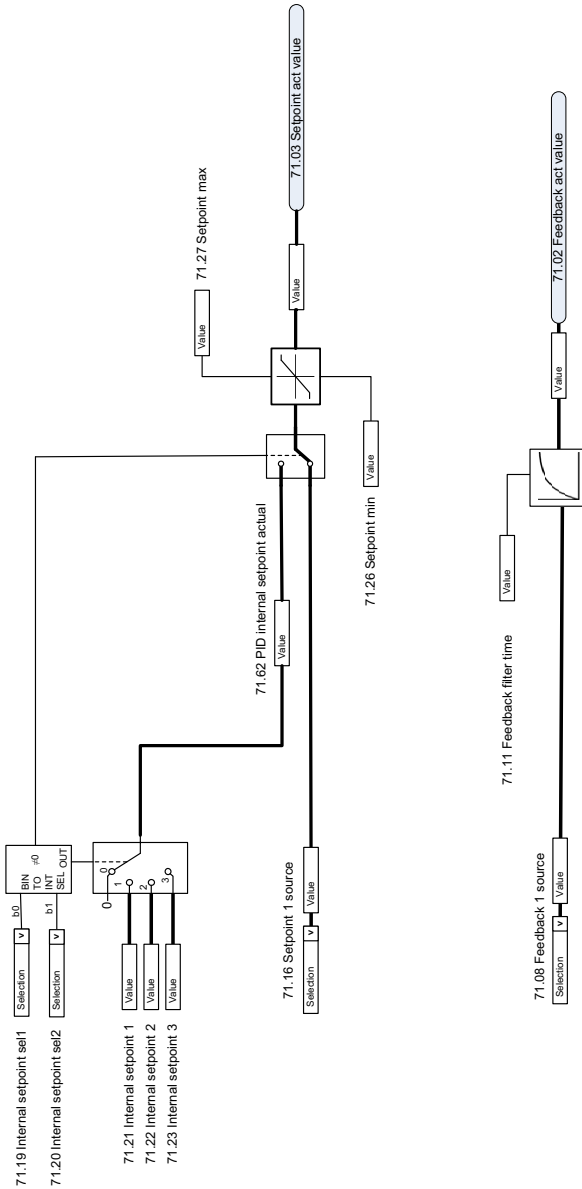 71.19 Internal setpoint sel1
Selection
v
b0
71.20 Internal setpoint sel2
Selection
v
b1
BIN
TO
INT
SEL
≠0
OUT
0
0
1
2
3
71.21 Internal setpoint 1
Value
71.22 Internal setpoint 2
Value
71.23 Internal setpoint 3
Value
71.62 PID internal setpoint actual
Value
71.16 Setpoint 1 source
Selection
v
Value
71.27 Setpoint max
Value
71.26 Setpoint min
Value
Value
71.03 Setpoint act value
71.11 Feedback filter time
Value
71.08 Feedback 1 source
Selection
v
Value
Value
71.02 Feedback act value